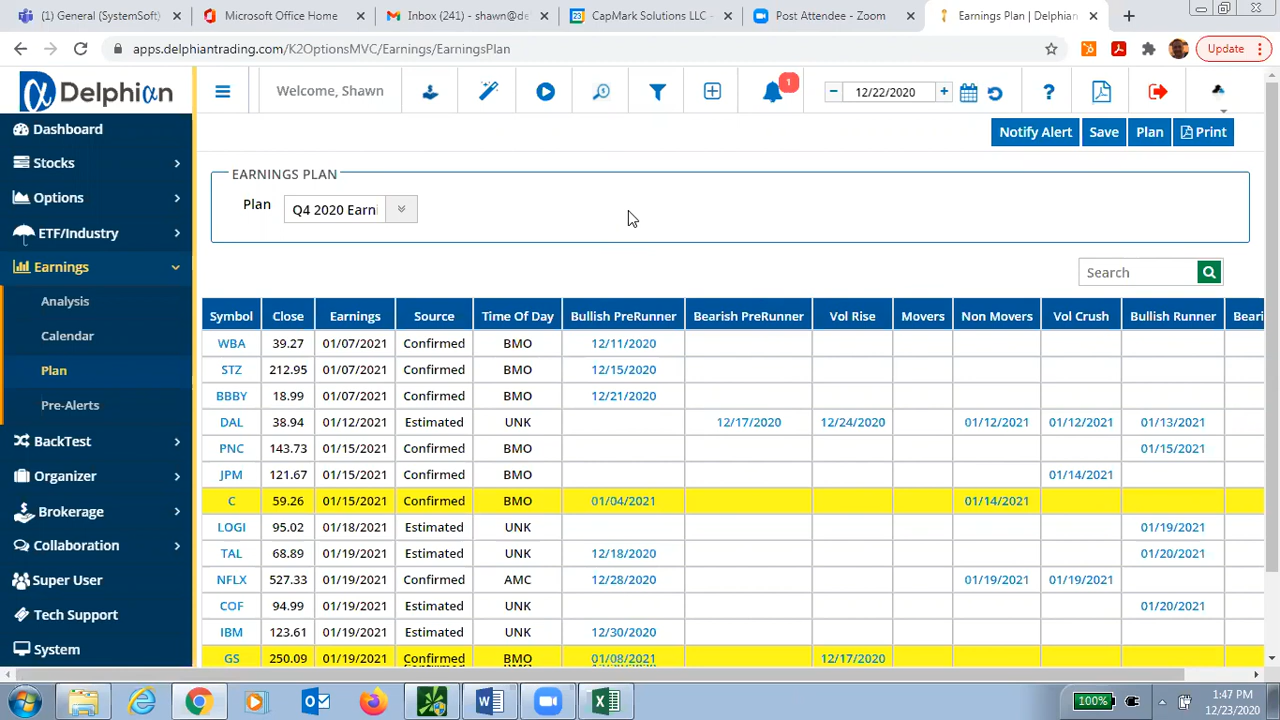 (1) General (SystemSoft
Microsoft Office Home
Inbox (241) - shawn@de
CapMark Solutions LLC -
Post Attendee - Zoom
Earnings Plan | Delphian
apps.delphiantrading.com/K2OptionsMVC/Earnings/EarningsPlan
Update
Delphian
Welcome, Shawn
1
12/22/2020
Notify Alert Save Plan Print
Dashboard
Stocks
Options
ETF/Industry
Earnings
Analysis
Calendar
Plan
Pre-Alerts
BackTest
Organizer
Brokerage
Collaboration
Super User
Tech Support
System
EARNINGS PLAN
Plan Q4 2020 Earni
Search
Symbol Close Earnings Source Time Of Day Bullish PreRunner Bearish PreRunner Vol Rise Movers Non Movers Vol Crush Bullish Runner Beari
WBA 39.27 01/07/2021 Confirmed BMO 12/11/2020
STZ 212.95 01/07/2021 Confirmed BMO 12/15/2020
BBBY 18.99 01/07/2021 Confirmed BMO 12/21/2020
DAL 38.94 01/12/2021 Estimated UNK 12/17/2020 12/24/2020 01/12/2021 01/12/2021 01/13/2021
PNC 143.73 01/15/2021 Confirmed BMO 01/15/2021
JPM 121.67 01/15/2021 Confirmed BMO 01/14/2021
C 59.26 01/15/2021 Confirmed BMO 01/04/2021 01/14/2021
LOGI 95.02 01/18/2021 Estimated UNK 01/19/2021
TAL 68.89 01/19/2021 Estimated UNK 12/18/2020 01/20/2021
NFLX 527.33 01/19/2021 Confirmed AMC 12/28/2020 01/19/2021 01/19/2021
COF 94.99 01/19/2021 Estimated UNK 01/20/2021
IBM 123.61 01/19/2021 Estimated UNK 12/30/2020
GS 250.09 01/19/2021 Confirmed BMO 01/08/2021 12/17/2020
100%
1:47 PM
12/23/2020